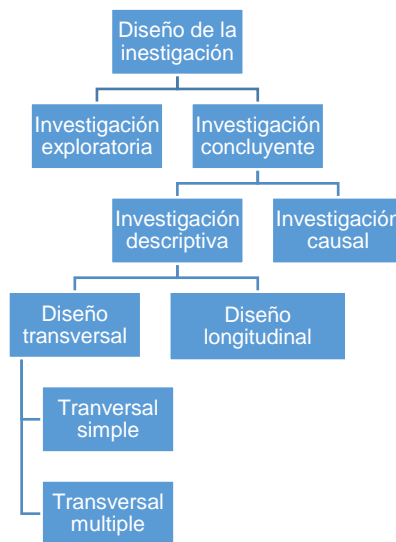 Diseño de la
inestigación
Investigación
exploratoria
Investigación
concluyente
Investigación
descriptiva
Investigación
causal
Diseño
transversal
Diseño
longitudinal
Tranversal
simple
Transversal
multiple